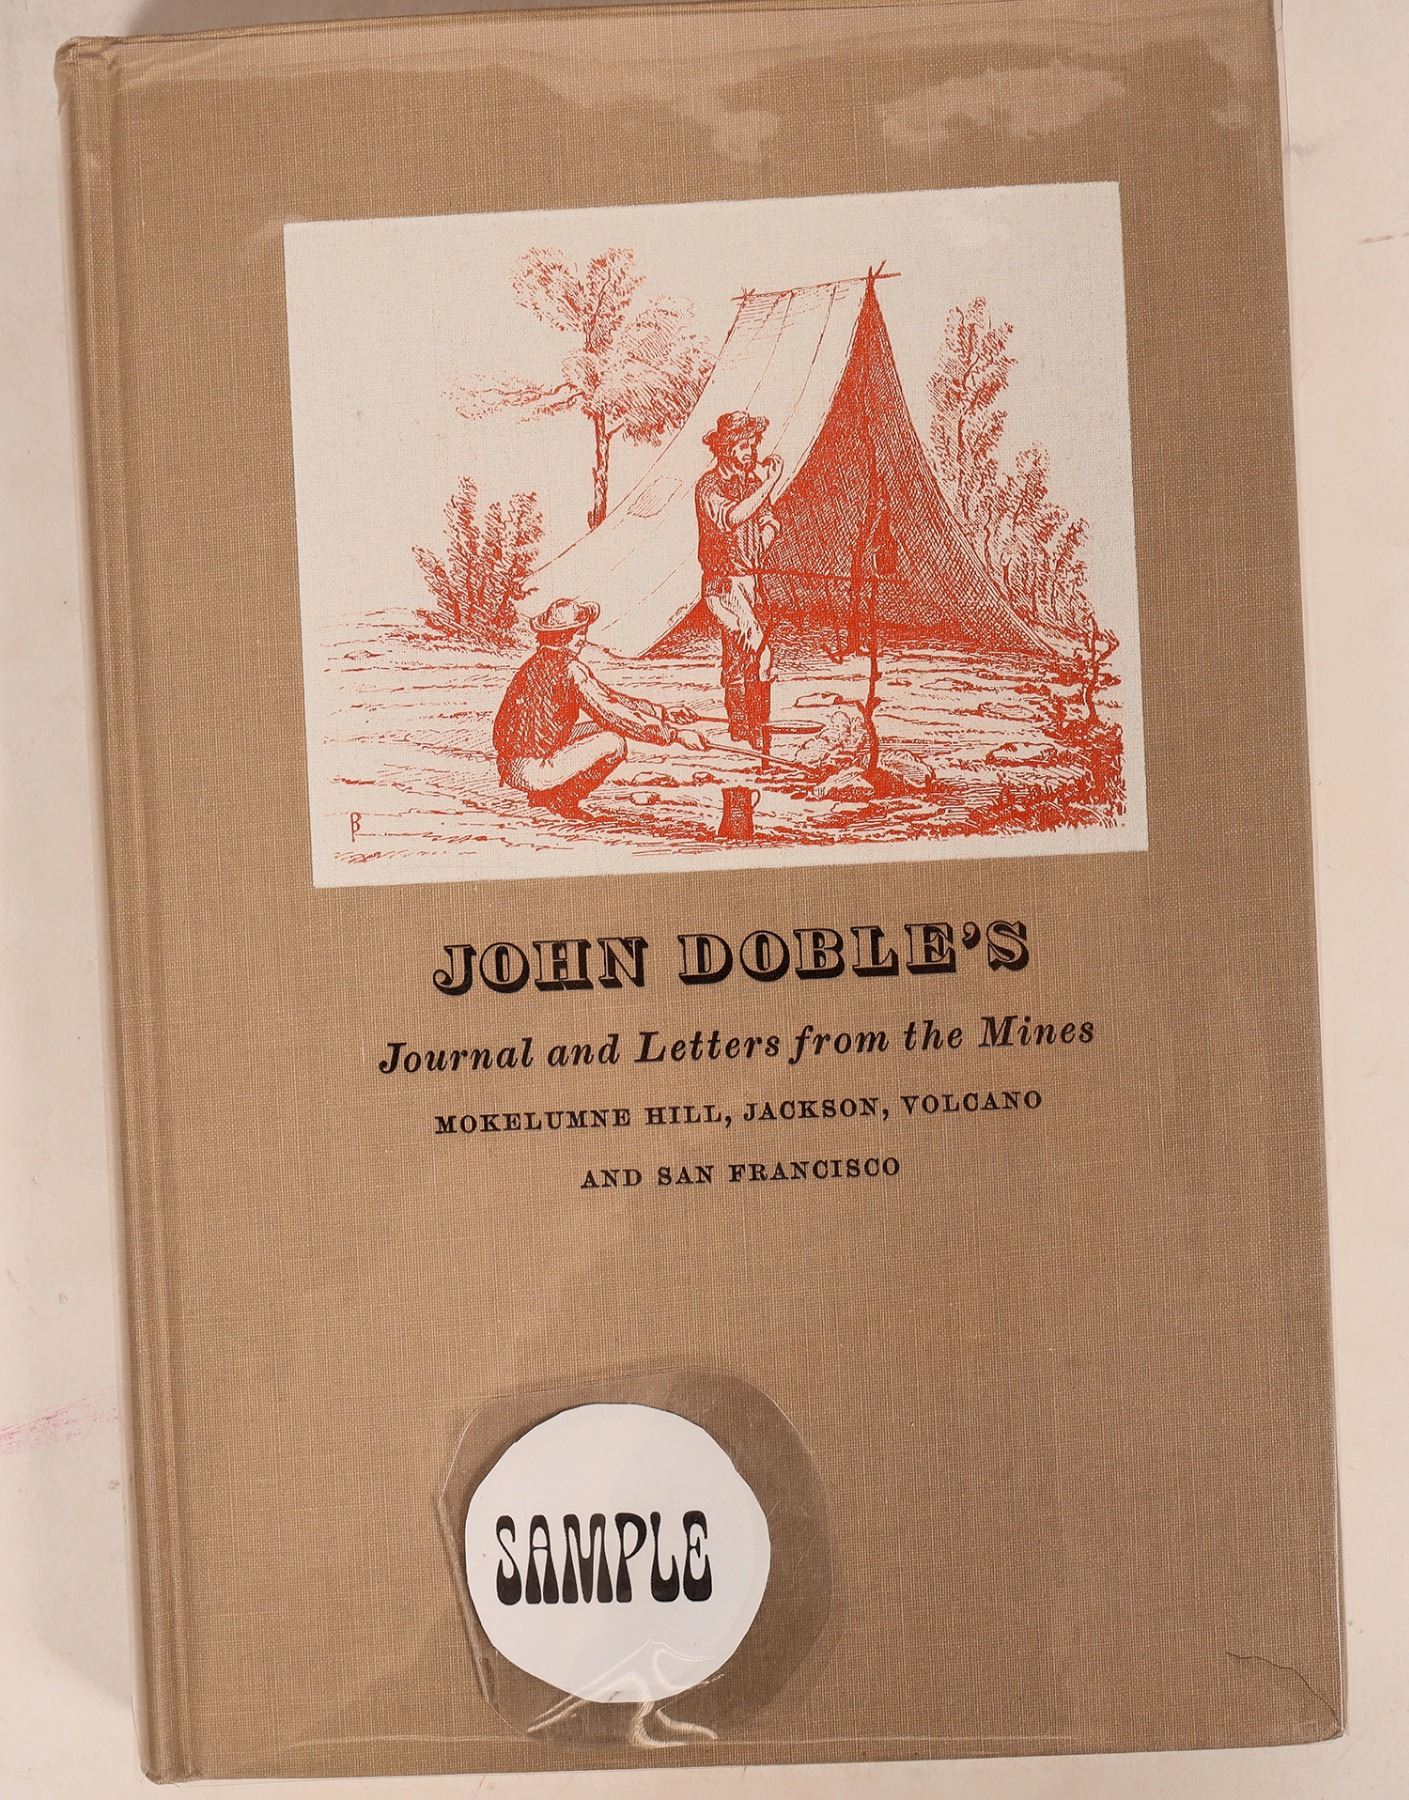 B
JOHN DOBLE'S
Journal and Letters from the Mines
MOKELUMNE HILL, JACKSON, VOLCANO
AND SAN FRANCISCO
SAMPLE